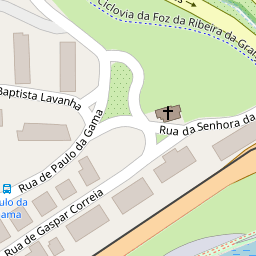 Ciclovia da Foz da Ribeira da Gra
Baptista Lavanha
Rua de Paulo da Gama
Rua da Senhora da
ulo da
ama
Rua de Gaspar Correia